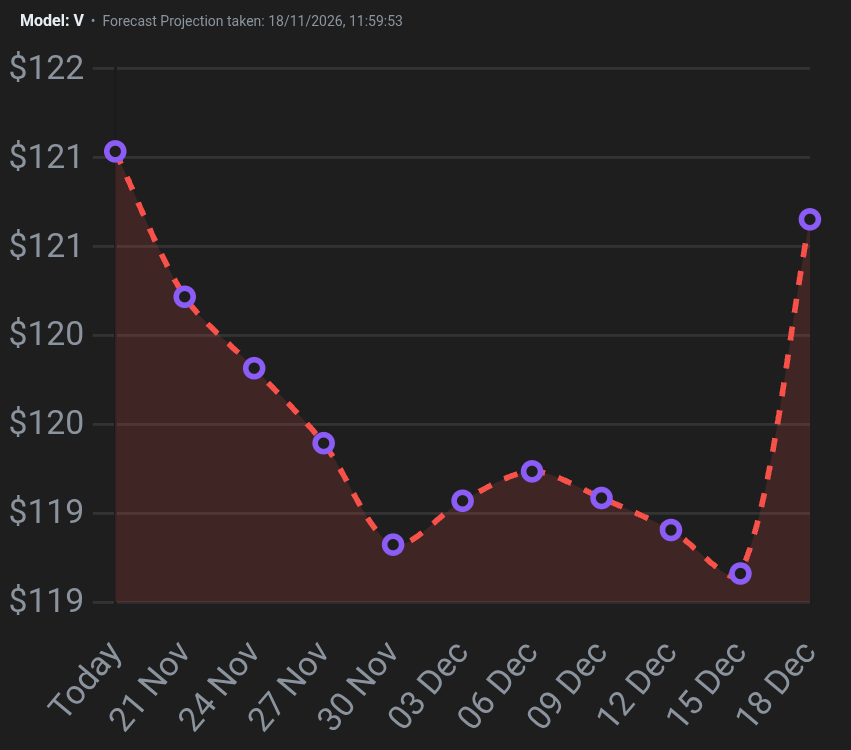 Model: V • Forecast Projection taken: 18/11/2026, 11:59:53
$122
$121
$121
$120
$120
$119
$119
Today
21 Nov
24 Nov
27 Nov
30 Nov
03 Dec
06 Dec
09 Dec
12 Dec
15 Dec
18 Dec